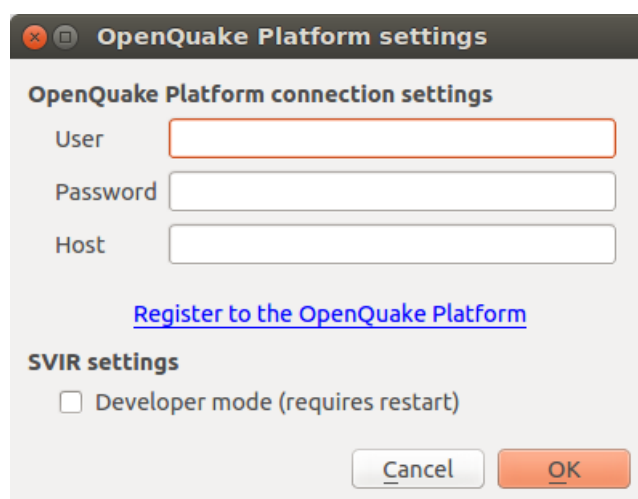 OpenQuake Platform settings
OpenQuake Platform connection settings
User
Password
Host
Register to the OpenQuake Platform
SVIR settings
Developer mode (requires restart)
Cancel OK